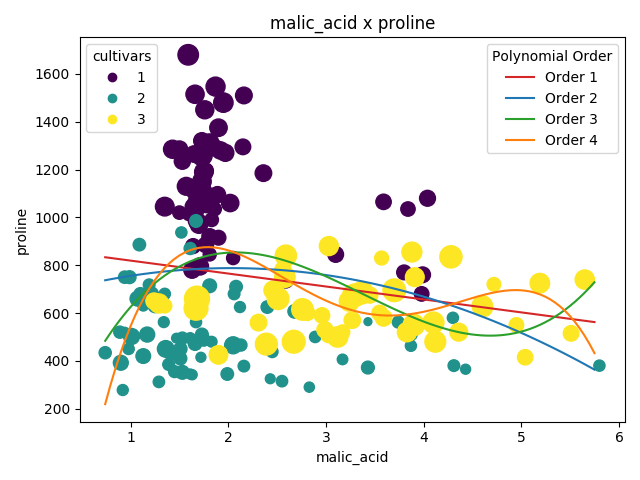 malic_acid x proline
cultivars
1
2
3
Polynomial Order
Order 1
Order 2
Order 3
Order 4
proline
1600
1400
1200
1000
800
600
400
200
1 2 3 4 5 6
malic_acid